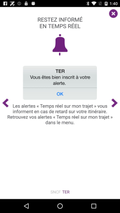 1:40
RESTEZ INFORMÉ
EN TEMPS RÉEL
TER
Vous êtes bien inscrit à votre
alerte.
OK
Les alertes « Temps réel sur mon trajet » vous
informent en cas de retard sur votre itinéraire.
Retrouvez vos alertes « Temps réel sur mon trajet »
dans le menu.
TER